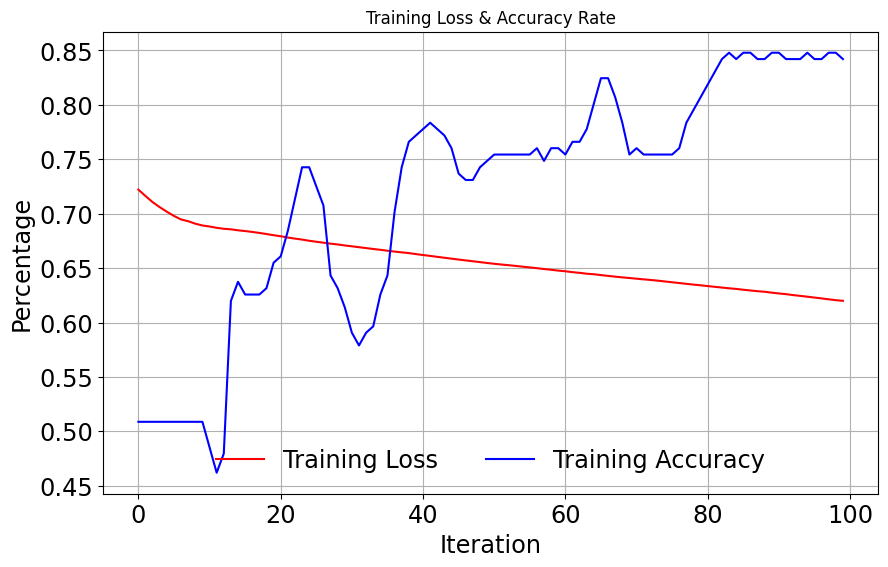 Training Loss & Accuracy Rate
0.85
0.80
0.75
0.70
0.65
0.60
0.55
0.50
0.45
Percentage
Training Loss Training Accuracy
0 20 40 60 80 100
Iteration